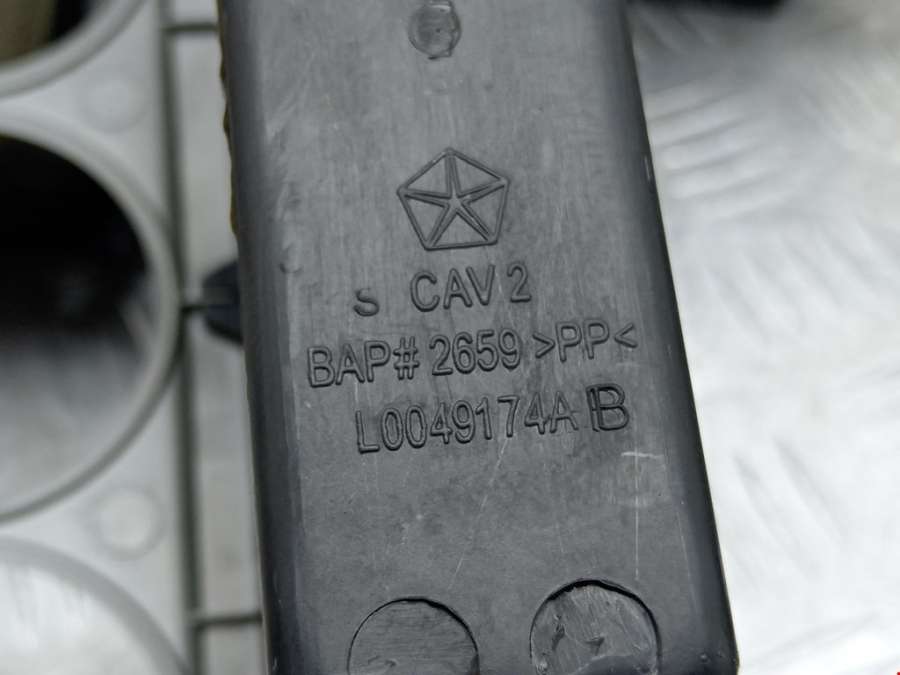 S CAV 2
BAP# 2659 >PP<
L0049174A B